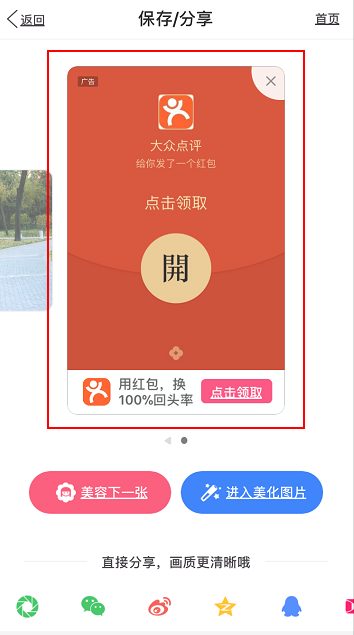 返回
保存/分享
首页
广告
大众点评
给你发了一个红包
点击领取
開
用红包，换
100%回头率
点击领取
美容下一张
进入美化图片
直接分享，画质更清晰哦